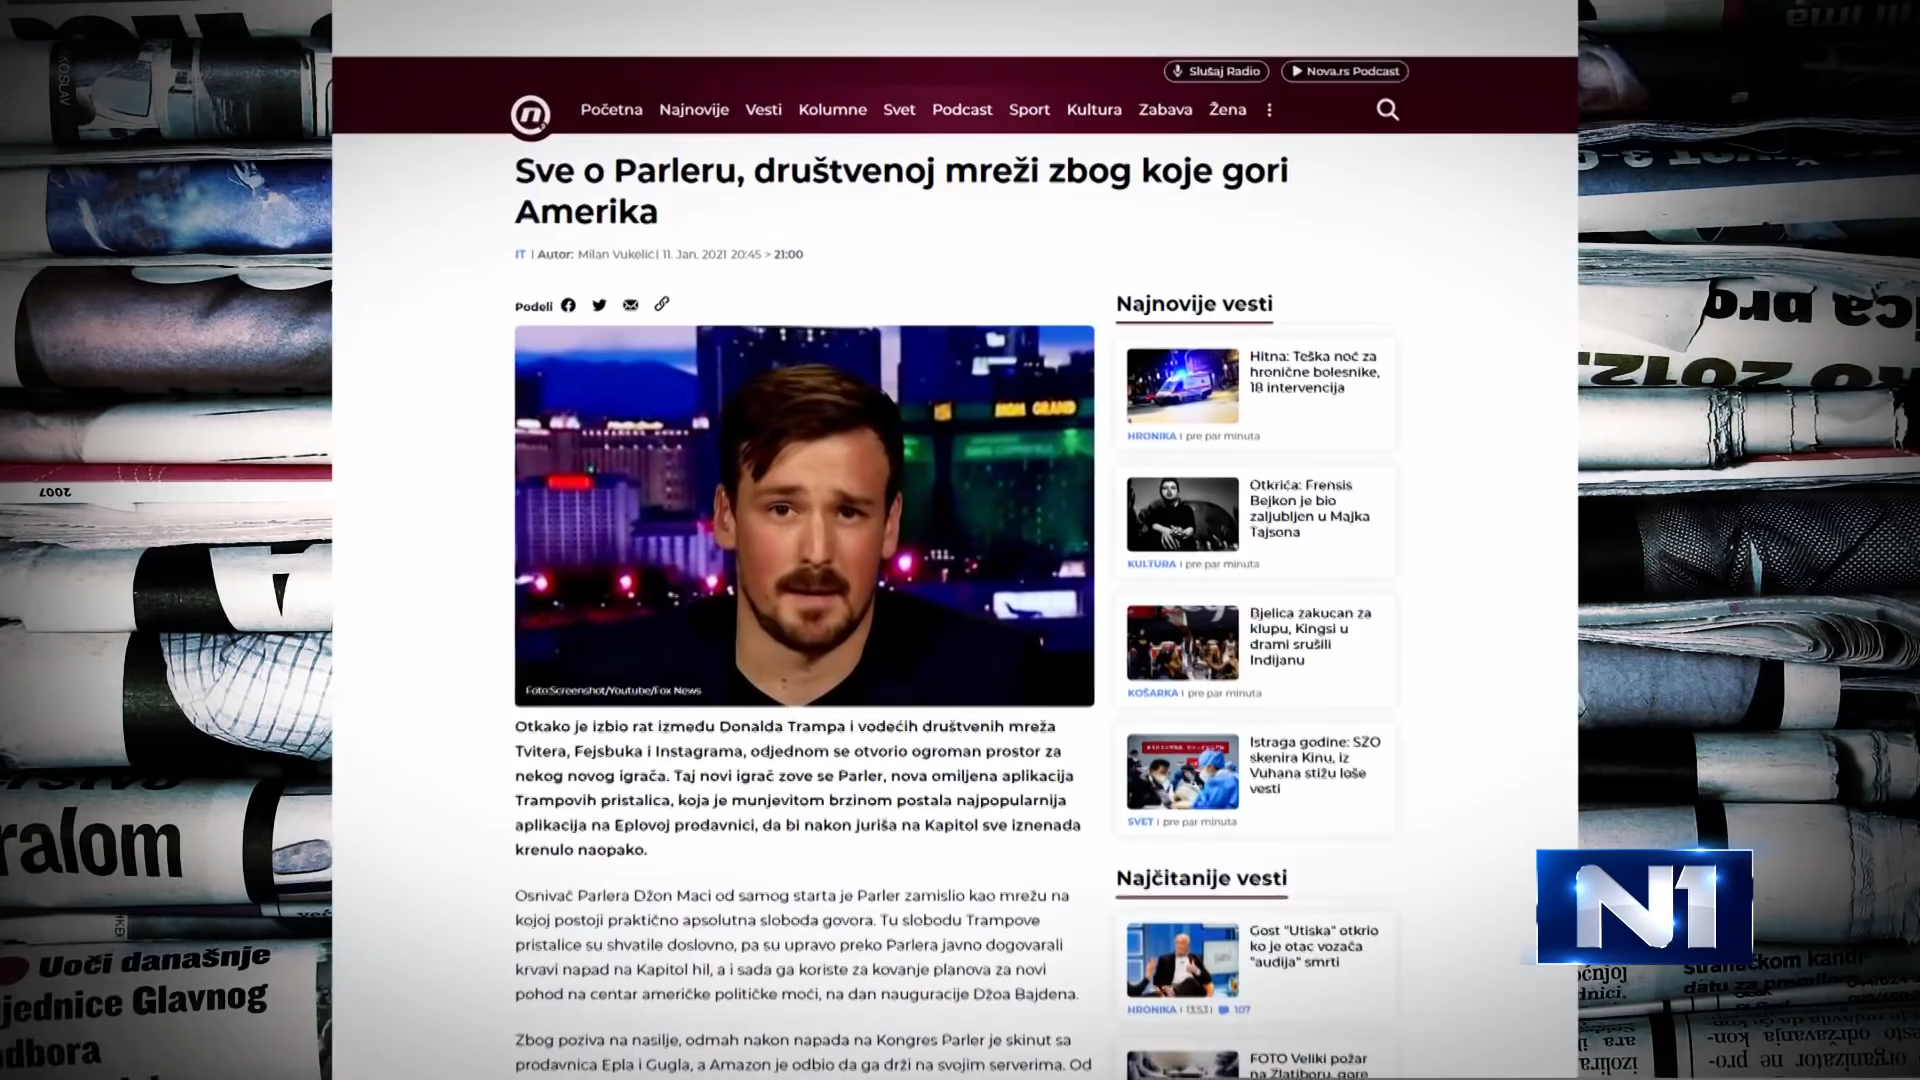 Slušaj Radio
Nova.rs Podcast
Početna Najnovije Vesti Kolumne Svet Podcast Sport Kultura Zabava Žena
Sve o Parleru, društvenoj mreži zbog koje gori
Amerika
IT | Autor: Milan Vukelić | 11. Jan. 2021 20:45 > 21:00
Podeli
MGM GRAND
Foto:Screenshot/Youtube/Fox News
Otkako je izbio rat između Donalda Trampa i vodećih društvenih mreža
Tvitera, Fejsbuka i Instagrama, odjednom se otvorio ogroman prostor za
nekog novog igrača. Taj novi igrač zove se Parler, nova omiljena aplikacija
Trampovih pristalica, koja je munjevitom brzinom postala najpopularnija
aplikacija na Eplovoj prodavnici, da bi nakon juriša na Kapitol sve iznenada
krenulo naopako.
Osnivač Parlera Džon Maci od samog starta je Parler zamislio kao mrežu na
kojoj postoji praktično apsolutna sloboda govora. Tu slobodu Trampove
pristalice su shvatile doslovno, pa su upravo preko Parlera javno dogovarali
krvavi napad na Kapitol hil, a i sada ga koriste za kovanje planova za novi
pohod na centar američke političke moći, na dan nauguracije Džoa Bajdena.
Zbog poziva na nasilje, odmah nakon napada na Kongres Parler je skinut sa
prodavnica Epla i Gugla, a Amazon je odbio da ga drži na svojim serverima. Od
Najnovije vesti
Hitna: Teška noć za
hronične bolesnike,
18 intervencija
HRONIKA | pre par minuta
Otkrića: Frensis
Bejkon je bio
zaljubljen u Majka
Tajsona
KULTURA | pre par minuta
Bjelica zakucan za
klupu, Kingsi u
drami srušili
Indijanu
KOŠARKA | pre par minuta
Istraga godine: SZO
skenira Kinu, iz
Vuhana stižu loše
vesti
SVET | pre par minuta
Najčitanije vesti
Gost "Utiska" otkrio
ko je otac vozača
"audija" smrti
HRONIKA | 13:53 | 107
FOTO Veliki požar
na Zlatiboru, gore
N1
KOSLAV
2007
ralom
Uoči današnje
jednice Glavnog
odbora
2012.